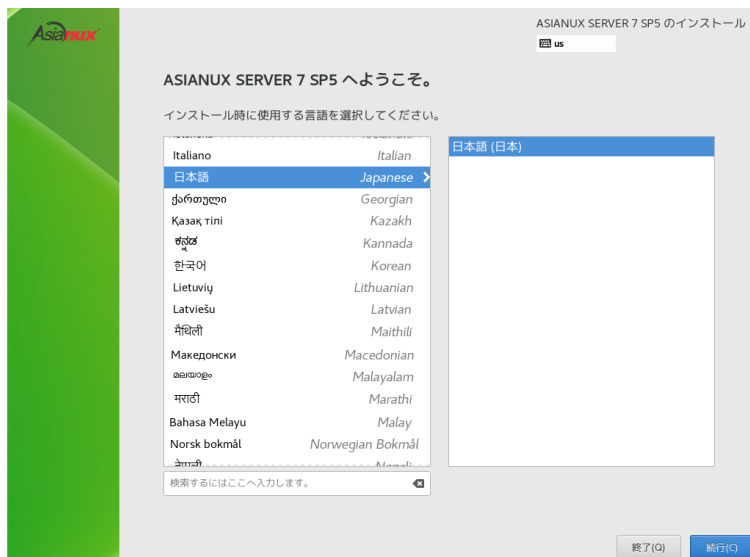 Asianux
ASIANUX SERVER 7 SP5 のインストール
us
ASIANUX SERVER 7 SP5 へようこそ。
インストール時に使用する言語を選択してください。
Italiano Italian
日本語 Japanese
ქართული Georgian
Қазақ тілі Kazakh
ಕನ್ನಡ Kannada
한국어 Korean
Lietuvių Lithuanian
Latviešu Latvian
मैथिली Maithili
Македонски Macedonian
മലയാളം Malayalam
मराठी Marathi
Bahasa Melayu Malay
Norsk bokmål Norwegian Bokmål
日本語 (日本)
検索するにはここへ入力します。
終了(Q)
続行(C)